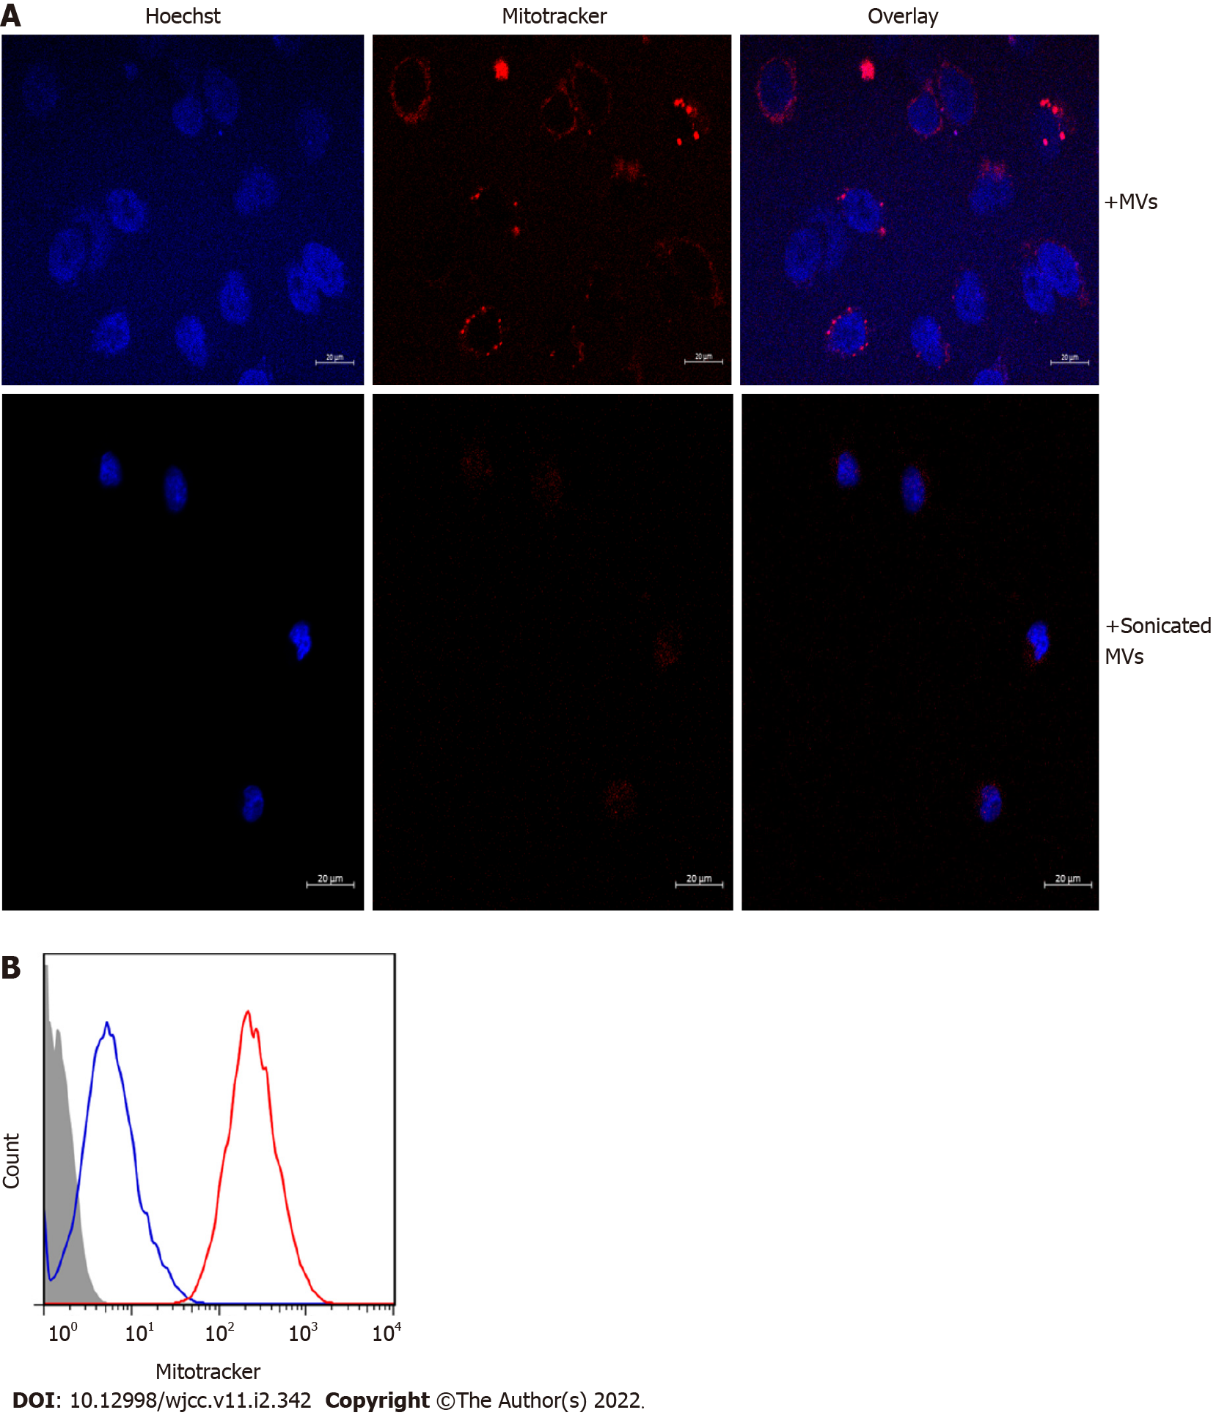 A
Hoechst
Mitotracker
Overlay
20 µm
20 µm
20 µm
+MVs
20 µm
20 µm
20 µm
+Sonicated
MVs
B
Count
10⁰ 10¹ 10² 10³ 10⁴
Mitotracker
DOI: 10.12998/wjcc.v11.i2.342 Copyright ©The Author(s) 2022.